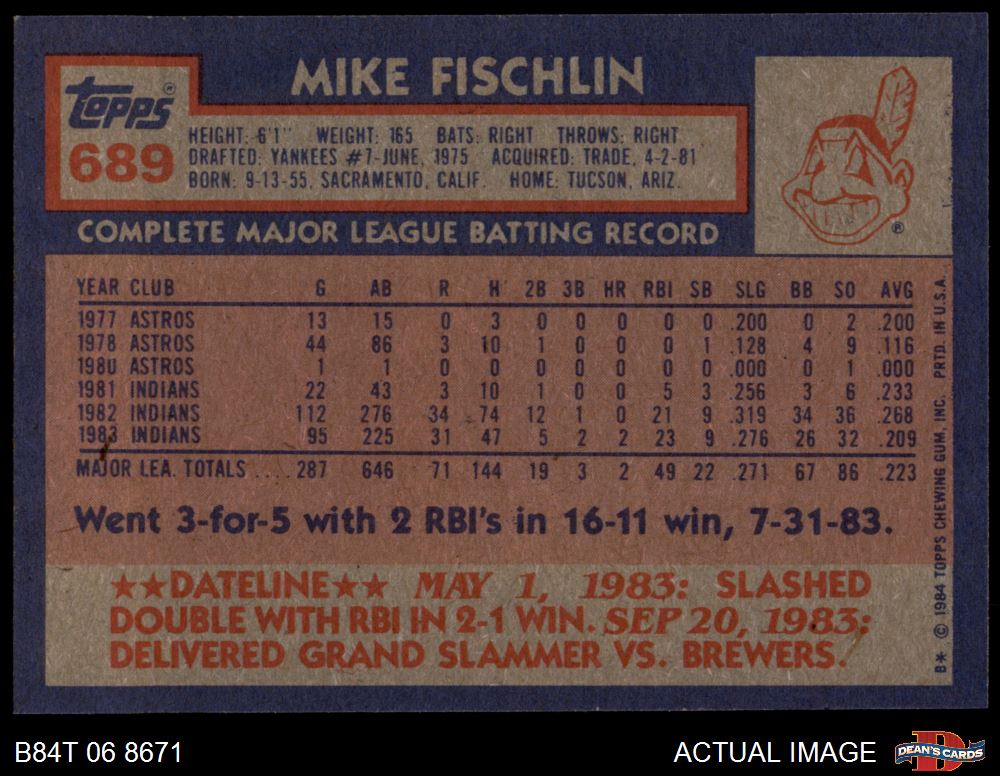 MIKE FISCHLIN
TOPPS®
689
HEIGHT: 6'1" WEIGHT: 165 BATS: RIGHT THROWS: RIGHT
DRAFTED: YANKEES #7-JUNE, 1975 ACQUIRED: TRADE, 4-2-81
BORN: 9-13-55, SACRAMENTO, CALIF. HOME: TUCSON, ARIZ.
®
COMPLETE MAJOR LEAGUE BATTING RECORD
YEAR CLUB G AB R H 2B 3B HR RBI SB SLG BB SO AVG
1977 ASTROS 13 15 0 3 0 0 0 0 0 .200 0 2 .200
1978 ASTROS 44 86 3 10 1 0 0 0 1 .128 4 9 .116
1980 ASTROS 1 1 0 0 0 0 0 0 0 .000 0 1 .000
1981 INDIANS 22 43 3 10 1 0 0 5 3 .256 3 6 .233
1982 INDIANS 112 276 34 74 12 1 0 21 9 .319 34 36 .268
1983 INDIANS 95 225 31 47 5 2 2 23 9 .276 26 32 .209
MAJOR LEA. TOTALS .... 287 646 71 144 19 3 2 49 22 .271 67 86 .223
Went 3-for-5 with 2 RBI's in 16-11 win, 7-31-83.
★★DATELINE★★ MAY 1, 1983: SLASHED
DOUBLE WITH RBI IN 2-1 WIN. SEP 20, 1983:
DELIVERED GRAND SLAMMER VS. BREWERS.
B* © 1984 TOPPS CHEWING GUM, INC. PRTD. IN U.S.A.
B84T 06 8671
ACTUAL IMAGE
DEAN'S CARDS